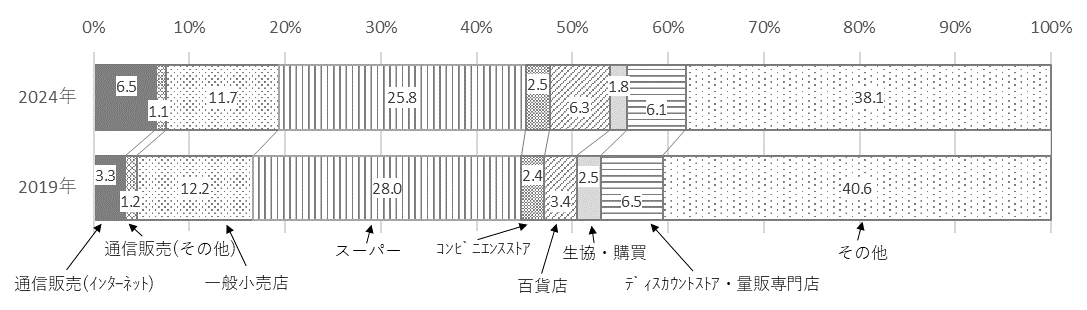 0% 10% 20% 30% 40% 50% 60% 70% 80% 90% 100%
2024年 6.5 1.1 11.7 25.8 2.5 6.3 1.8 6.1 38.1
2019年 3.3 1.2 12.2 28.0 2.4 3.4 2.5 6.5 40.6
通信販売(その他) スーパー ｺﾝﾋﾞﾆｴﾝｽｽﾄｱ 生協・購買 その他
通信販売(ｲﾝﾀｰﾈｯﾄ) 一般小売店 百貨店 ﾃﾞｨｽｶｳﾝﾄｽﾄｱ・量販専門店